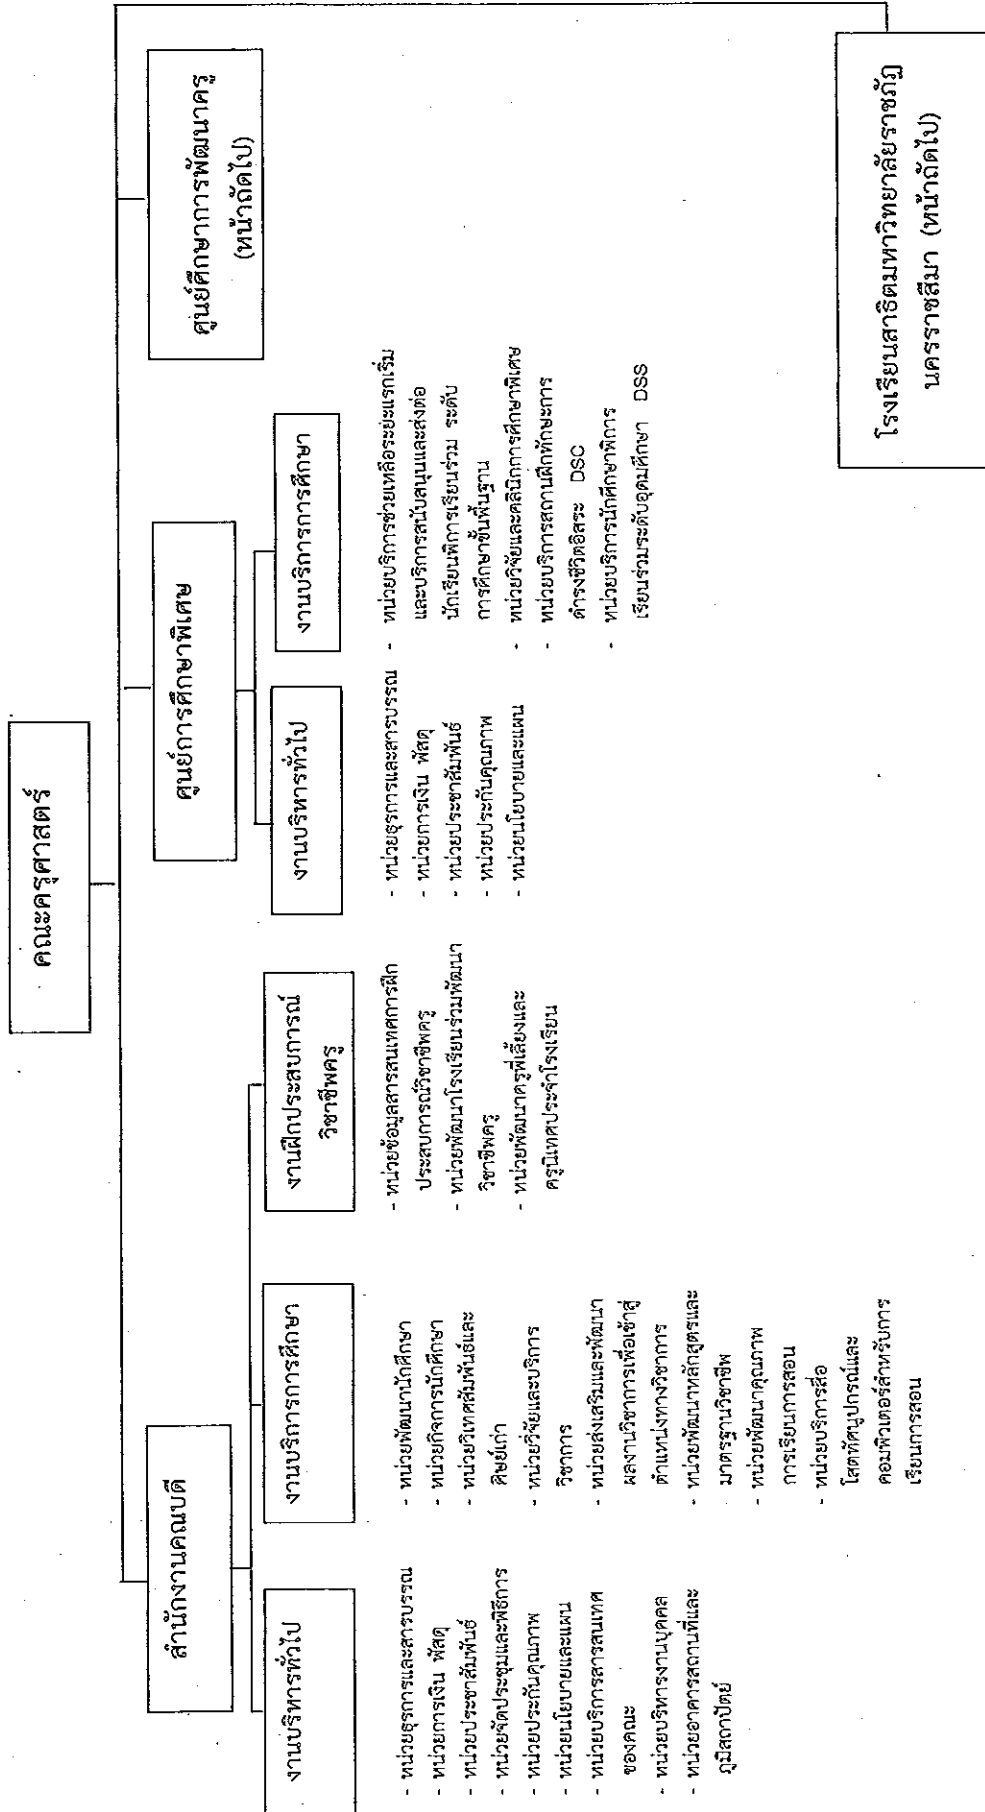 คณะครุศาสตร์
สำนักงานคณบดี
งานบริหารทั่วไป
- หน่วยธุรการและสารบรรณ
- หน่วยการเงิน พัสดุ
- หน่วยประชาสัมพันธ์
- หน่วยจัดประชุมและพิธีการ
- หน่วยประกันคุณภาพ
- หน่วยนโยบายและแผน
- หน่วยบริการสารสนเทศ
ของคณะ
- หน่วยบริหารงานบุคคล
- หน่วยอาคารสถานที่และ
ภูมิสถาปัตย์
งานบริการการศึกษา
- หน่วยพัฒนานักศึกษา
- หน่วยกิจการนักศึกษา
- หน่วยวิเทศสัมพันธ์และ
ศิษย์เก่า
- หน่วยวิจัยและบริการ
วิชาการ
- หน่วยส่งเสริมและพัฒนา
ผลงานวิชาการเพื่อเข้าสู่
ตำแหน่งทางวิชาการ
- หน่วยพัฒนาหลักสูตรและ
มาตรฐานวิชาชีพ
- หน่วยพัฒนาคุณภาพ
การเรียนการสอน
- หน่วยบริการสื่อ
โสตทัศนูปกรณ์และ
คอมพิวเตอร์สำหรับการ
เรียนการสอน
งานฝึกประสบการณ์
วิชาชีพครู
- หน่วยข้อมูลสารสนเทศการฝึก
ประสบการณ์วิชาชีพครู
- หน่วยพัฒนาโรงเรียนร่วมพัฒนา
วิชาชีพครู
- หน่วยพัฒนาครูพี่เลี้ยงและ
ครูนิเทศประจำโรงเรียน
ศูนย์การศึกษาพิเศษ
งานบริหารทั่วไป
- หน่วยธุรการและสารบรรณ
- หน่วยการเงิน พัสดุ
- หน่วยประชาสัมพันธ์
- หน่วยประกันคุณภาพ
- หน่วยนโยบายและแผน
งานบริการการศึกษา
- หน่วยบริการช่วยเหลือระยะแรกเริ่ม
และบริการสนับสนุนและส่งต่อ
นักเรียนพิการเรียนร่วม ระดับ
การศึกษาขั้นพื้นฐาน
- หน่วยวิจัยและคลินิกการศึกษาพิเศษ
- หน่วยบริการสถานฝึกทักษะการ
ดำรงชีวิตอิสระ DSC
- หน่วยบริการนักศึกษาพิการ
เรียนร่วมระดับอุดมศึกษา DSS
ศูนย์ศึกษาการพัฒนาครู
(หน้าถัดไป)
โรงเรียนสาธิตมหาวิทยาลัยราชภัฏ
นครราชสีมา (หน้าถัดไป)